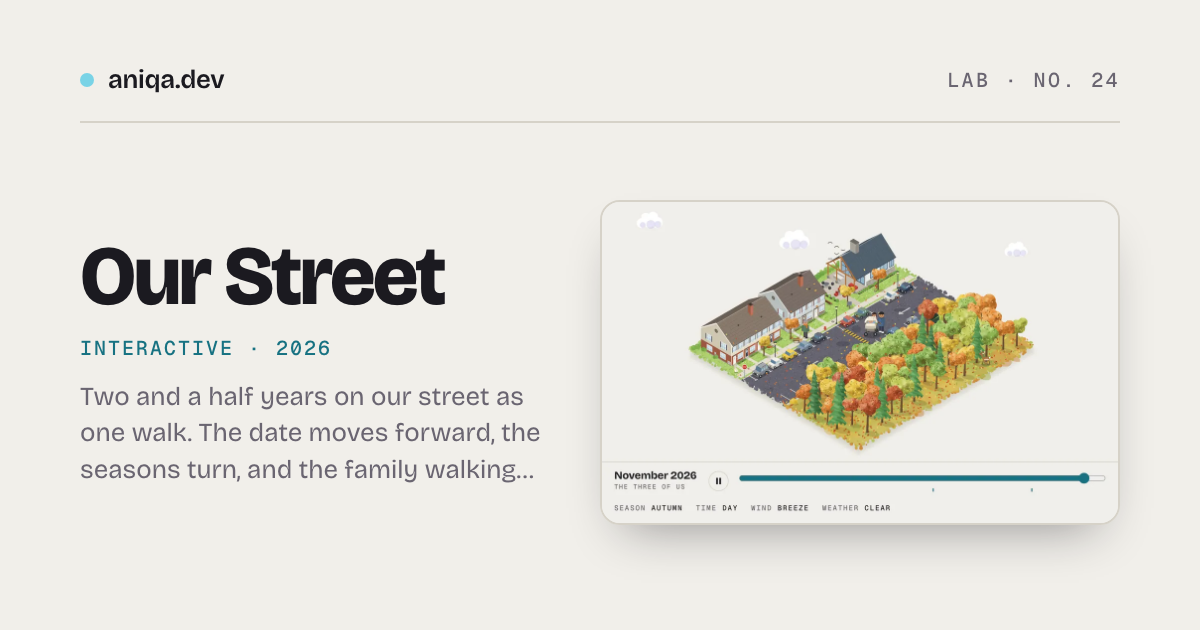 aniqa.dev
LAB · NO. 24
Our Street
INTERACTIVE · 2026
Two and a half years on our street as
one walk. The date moves forward, the
seasons turn, and the family walking...
November 2026
THE THREE OF US
SEASON AUTUMN TIME DAY WIND BREEZE WEATHER CLEAR